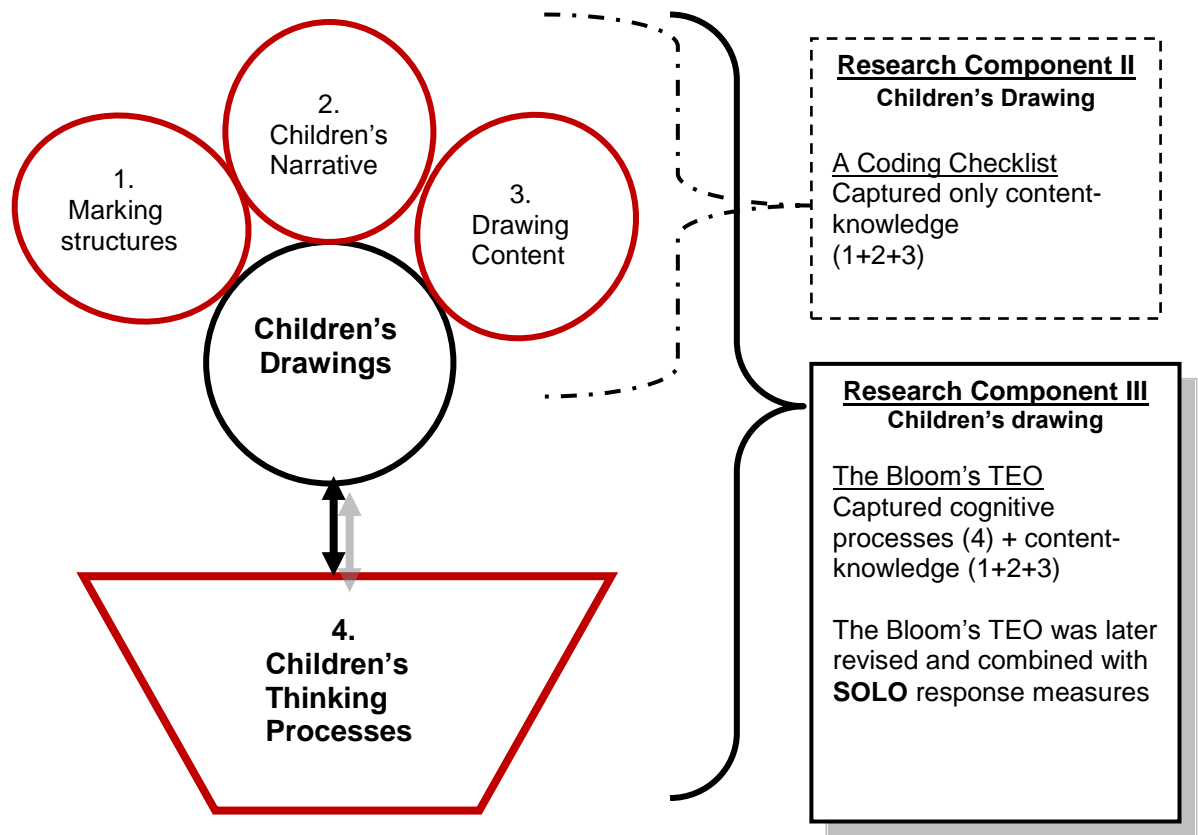 1.
Marking
structures
2.
Children’s
Narrative
3.
Drawing
Content
Children’s
Drawings
4.
Children’s
Thinking
Processes
Research Component II
Children’s Drawing
A Coding Checklist
Captured only content-
knowledge
(1+2+3)
Research Component III
Children’s drawing
The Bloom’s TEO
Captured cognitive
processes (4) + content-
knowledge (1+2+3)
The Bloom’s TEO was later
revised and combined with
SOLO response measures